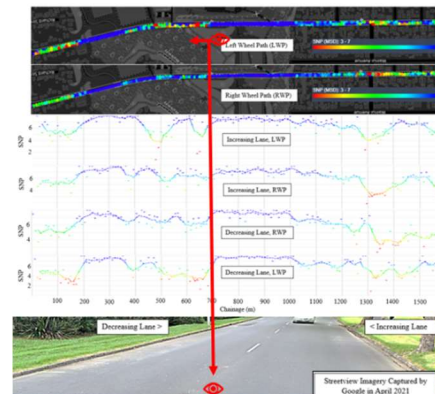 SNP (MSD): 3 - 7
Left Wheel Path (LWP)
SNP (MSD): 3 - 7
Right Wheel Path (RWP)
SNP
6
4
2
Increasing Lane, LWP
SNP
6
4
Increasing Lane, RWP
SNP
6
4
Decreasing Lane, RWP
SNP
6
4
2
Decreasing Lane, LWP
100 200 300 400 500 600 700 800 900 1000 1100 1200 1300 1400 1500
Chainage (m)
Decreasing Lane >
< Increasing Lane
Streetview Imagery Captured by
Google in April 2021